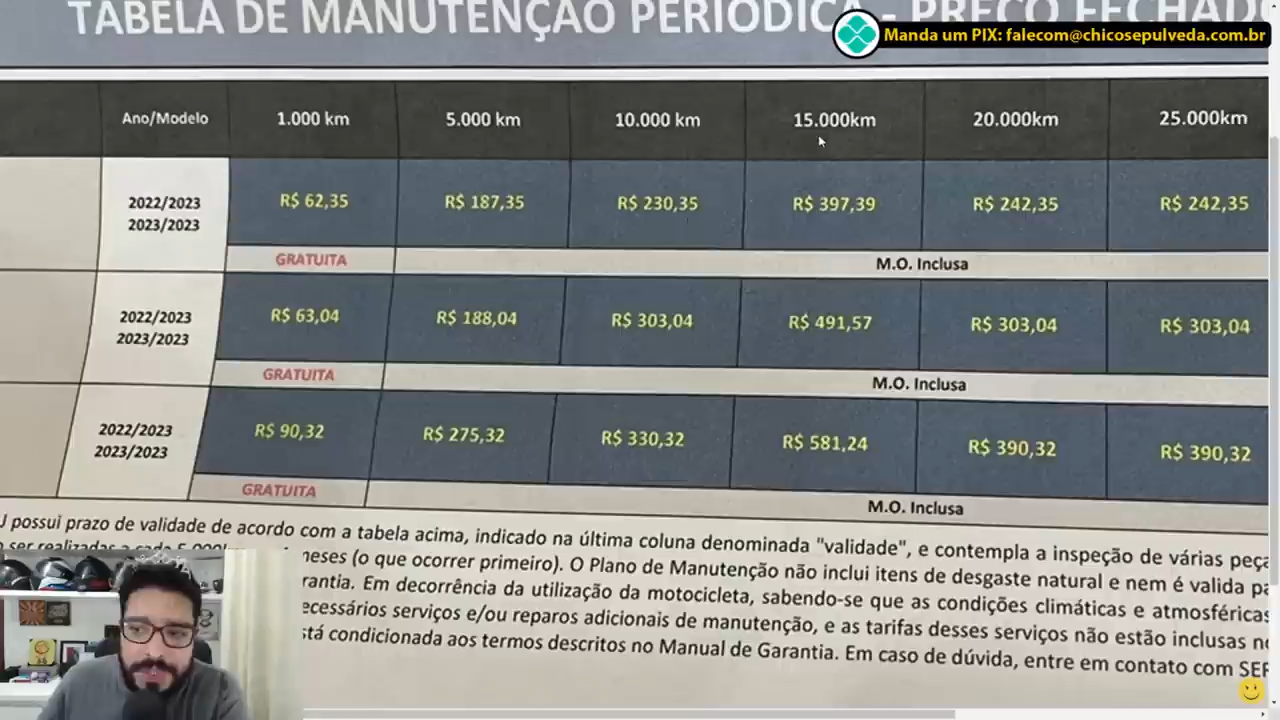 TABELA DE MANUTENÇÃO PERIÓDICA - PREÇO FECHADO
Manda um PIX: falecom@chicosepulveda.com.br
Ano/Modelo 1.000 km 5.000 km 10.000 km 15.000km 20.000km 25.000km
2022/2023
2023/2023
R$ 62,35 R$ 187,35 R$ 230,35 R$ 397,39 R$ 242,35 R$ 242,35
GRATUITA M.O. Inclusa
2022/2023
2023/2023
R$ 63,04 R$ 188,04 R$ 303,04 R$ 491,57 R$ 303,04 R$ 303,04
GRATUITA M.O. Inclusa
2022/2023
2023/2023
R$ 90,32 R$ 275,32 R$ 330,32 R$ 581,24 R$ 390,32 R$ 390,32
GRATUITA M.O. Inclusa
possui prazo de validade de acordo com a tabela acima, indicado na última coluna denominada "validade", e contempla a inspeção de várias
ser realizadas a cada meses (o que ocorrer primeiro). O Plano de Manutenção não inclui itens de desgaste natural e nem é valida
Em decorrência da utilização da motocicleta, sabendo-se que as condições climáticas e atmosféricas
serviços e/ou reparos adicionais de manutenção, e as tarifas desses serviços não estão inclusas
condicionada aos termos descritos no Manual de Garantia. Em caso de dúvida, entre em contato com